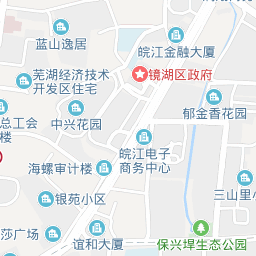 蓝山逸居
皖江金融大厦
镜湖区政府
芜湖经济技术
开发区住宅
郁金香花园
中兴花园
总工会
楼
皖江电子
商务中心
海螺审计楼
银苑小区
三山里小
莎广场
谊和大厦
保兴埠生态公园